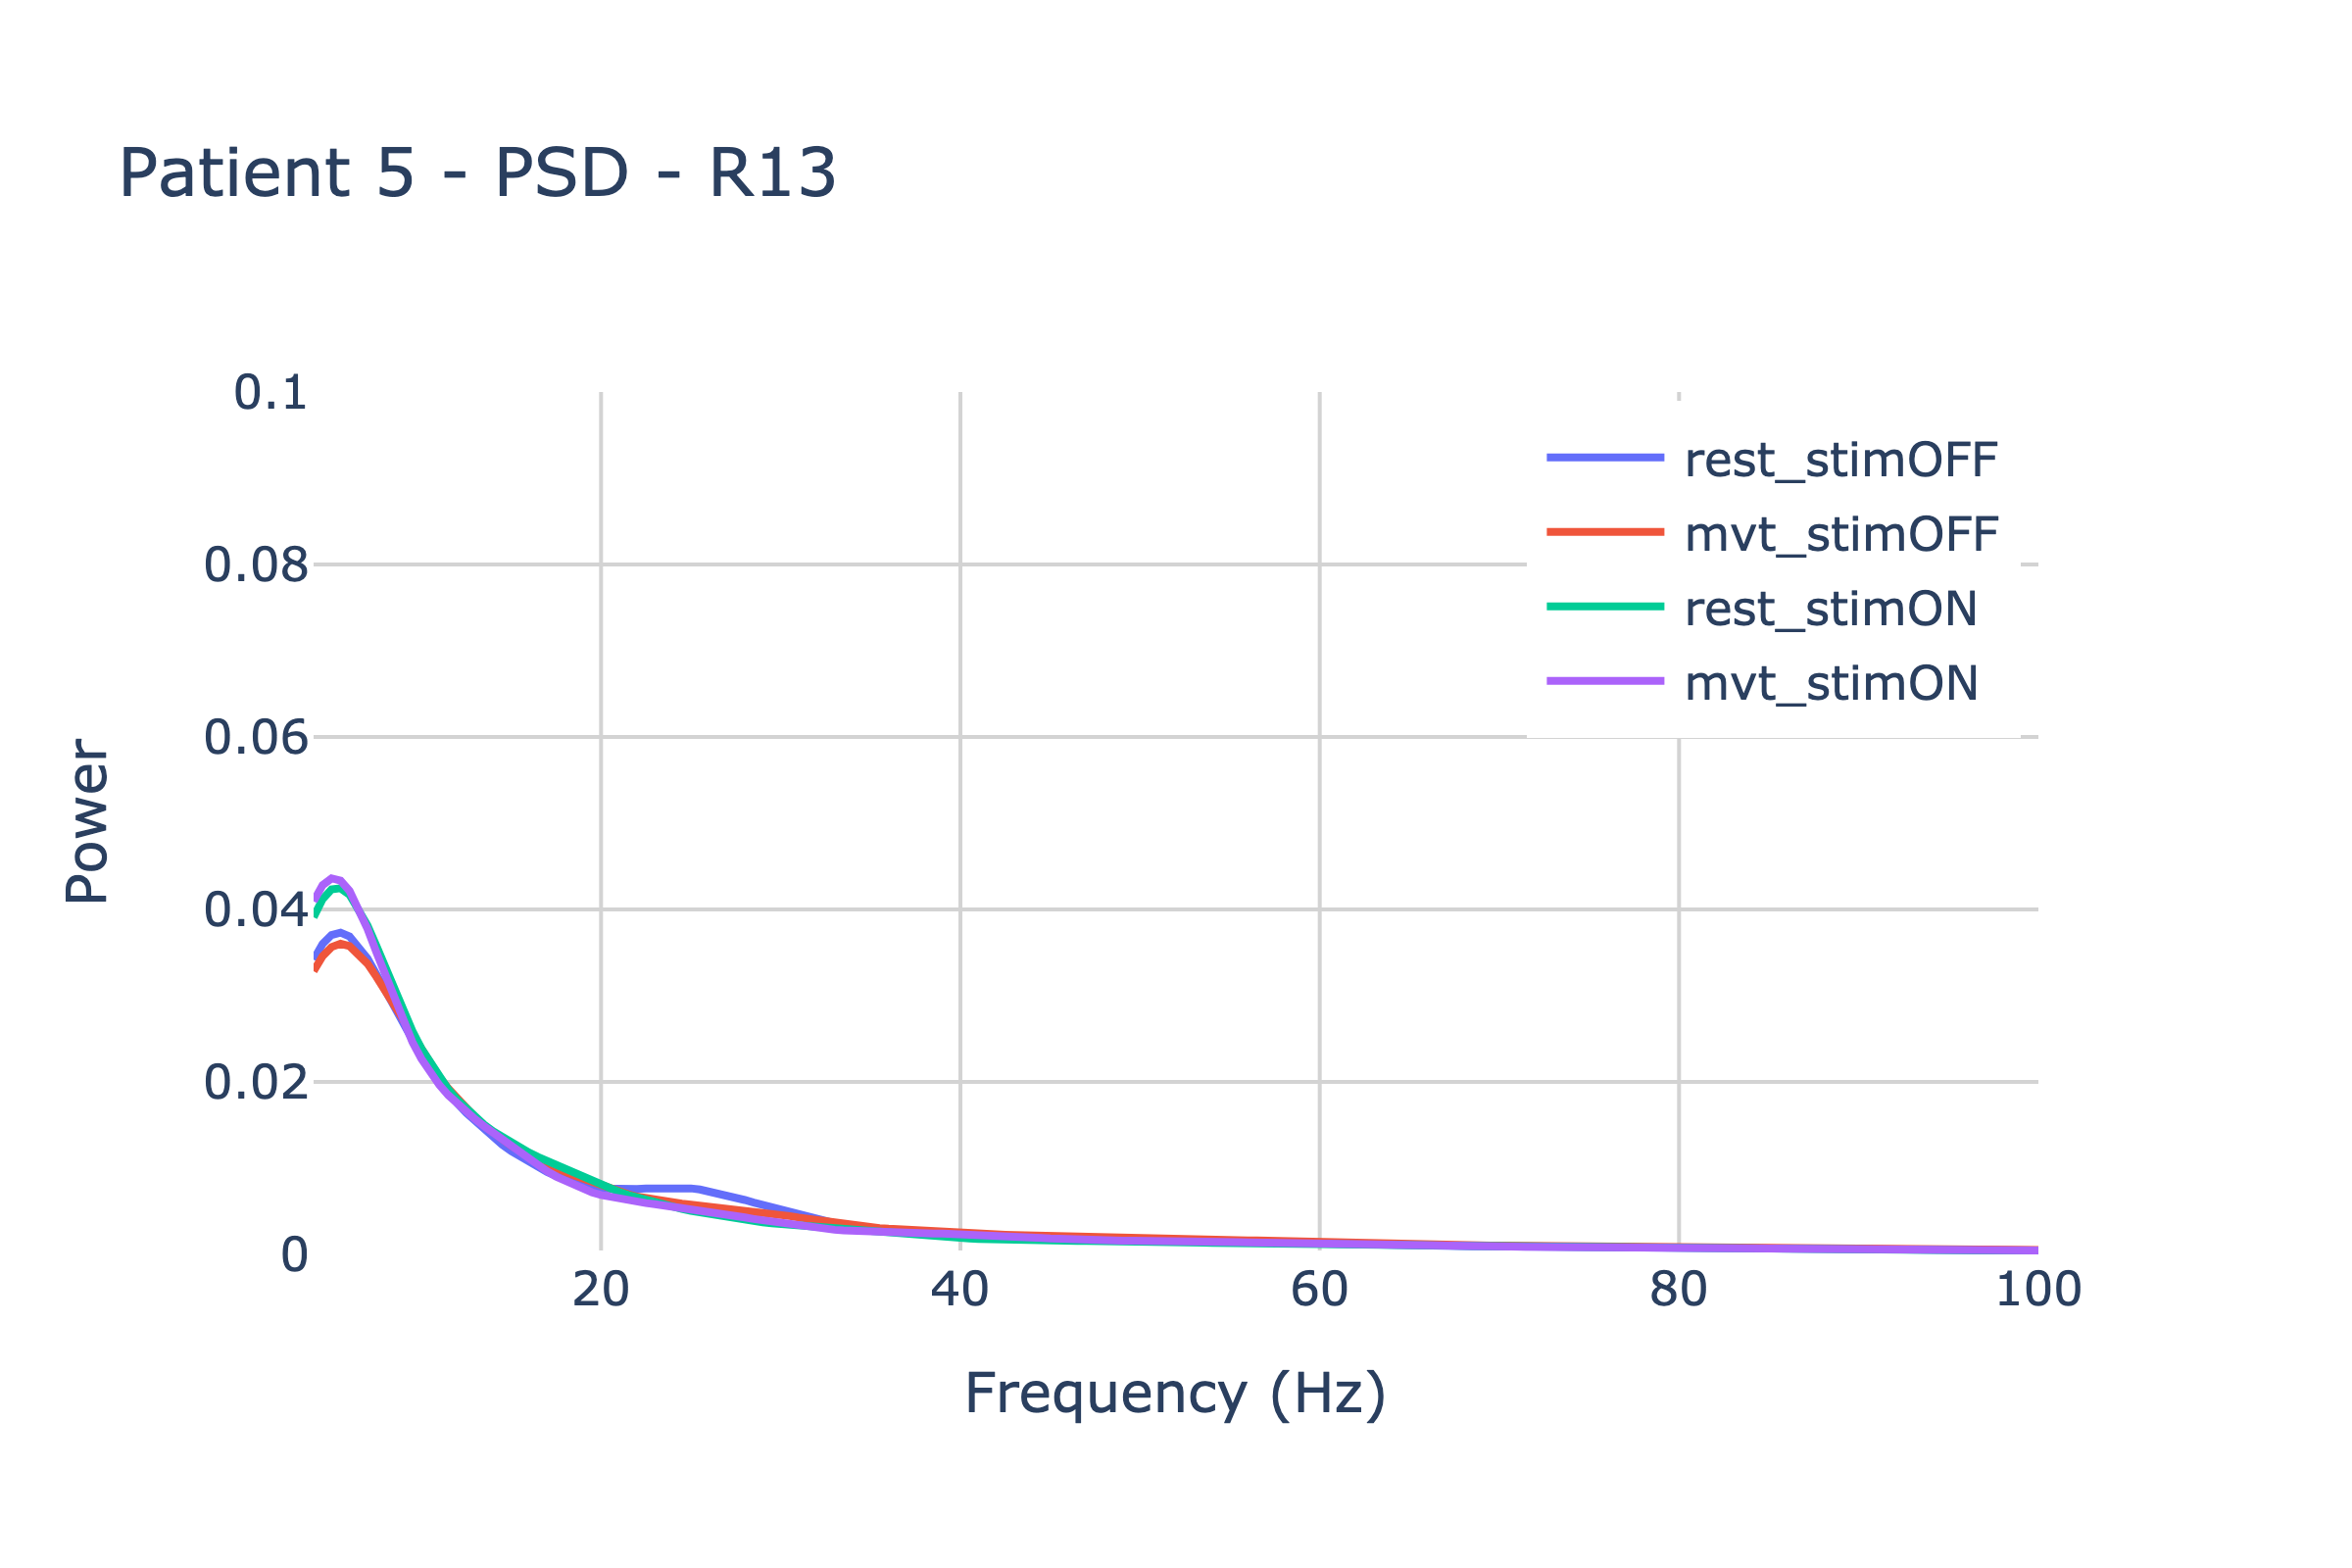 Patient 5 - PSD - R13
0.1
0.08
0.06
0.04
0.02
0
Power
20 40 60 80 100
Frequency (Hz)
rest_stimOFF
mvt_stimOFF
rest_stimON
mvt_stimON